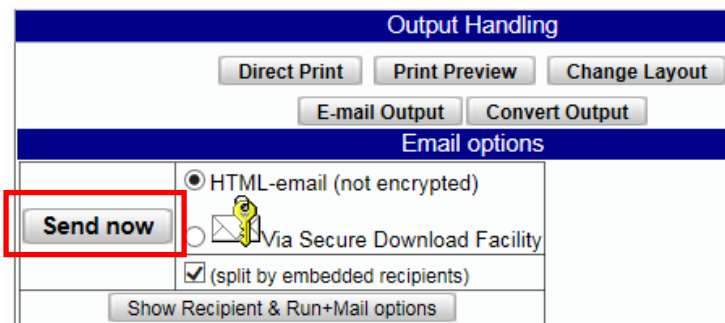 Output Handling
Direct Print Print Preview Change Layout
E-mail Output Convert Output
Email options
HTML-email (not encrypted)
Send now
Via Secure Download Facility
(split by embedded recipients)
Show Recipient & Run+Mail options